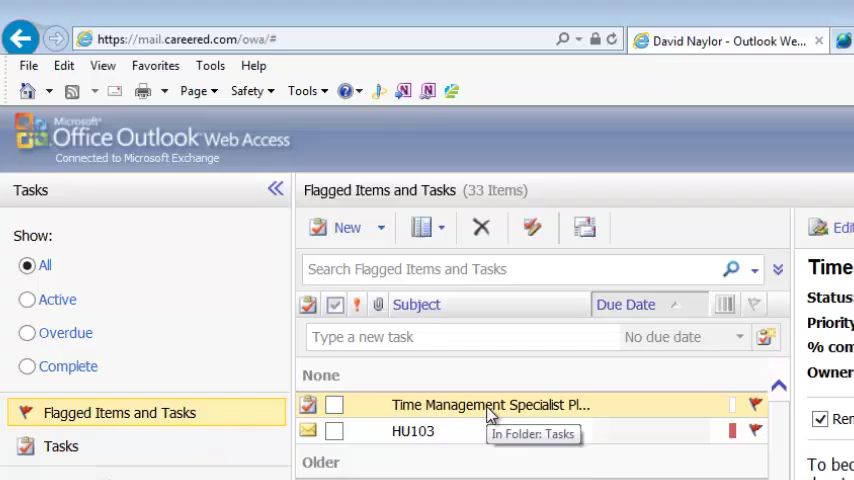 https://mail.careered.com/owa/#
David Naylor - Outlook We...
File Edit View Favorites Tools Help
Page Safety Tools
Microsoft®
Office Outlook® Web Access
Connected to Microsoft Exchange
Tasks
Flagged Items and Tasks (33 Items)
Show:
New
Edi
All
Search Flagged Items and Tasks
Time
Active
Subject Due Date
Status:
Overdue
Type a new task No due date
Priority
Complete
None
% com
Owner
Flagged Items and Tasks
Time Management Specialist Pl...
Rem
HU103
In Folder: Tasks
Tasks
Older
To bec